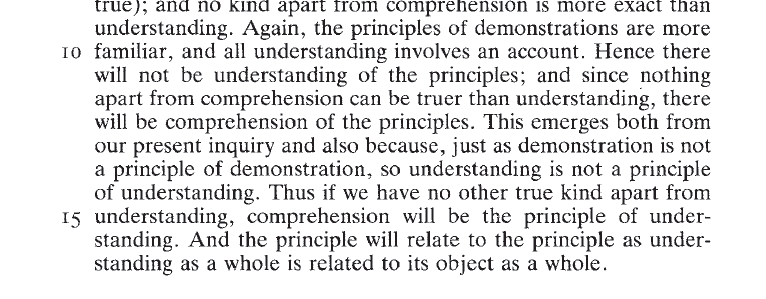 true); and no kind apart from comprehension is more exact than
understanding. Again, the principles of demonstrations are more
10 familiar, and all understanding involves an account. Hence there
will not be understanding of the principles; and since nothing
apart from comprehension can be truer than understanding, there
will be comprehension of the principles. This emerges both from
our present inquiry and also because, just as demonstration is not
a principle of demonstration, so understanding is not a principle
of understanding. Thus if we have no other true kind apart from
15 understanding, comprehension will be the principle of under-
standing. And the principle will relate to the principle as under-
standing as a whole is related to its object as a whole.